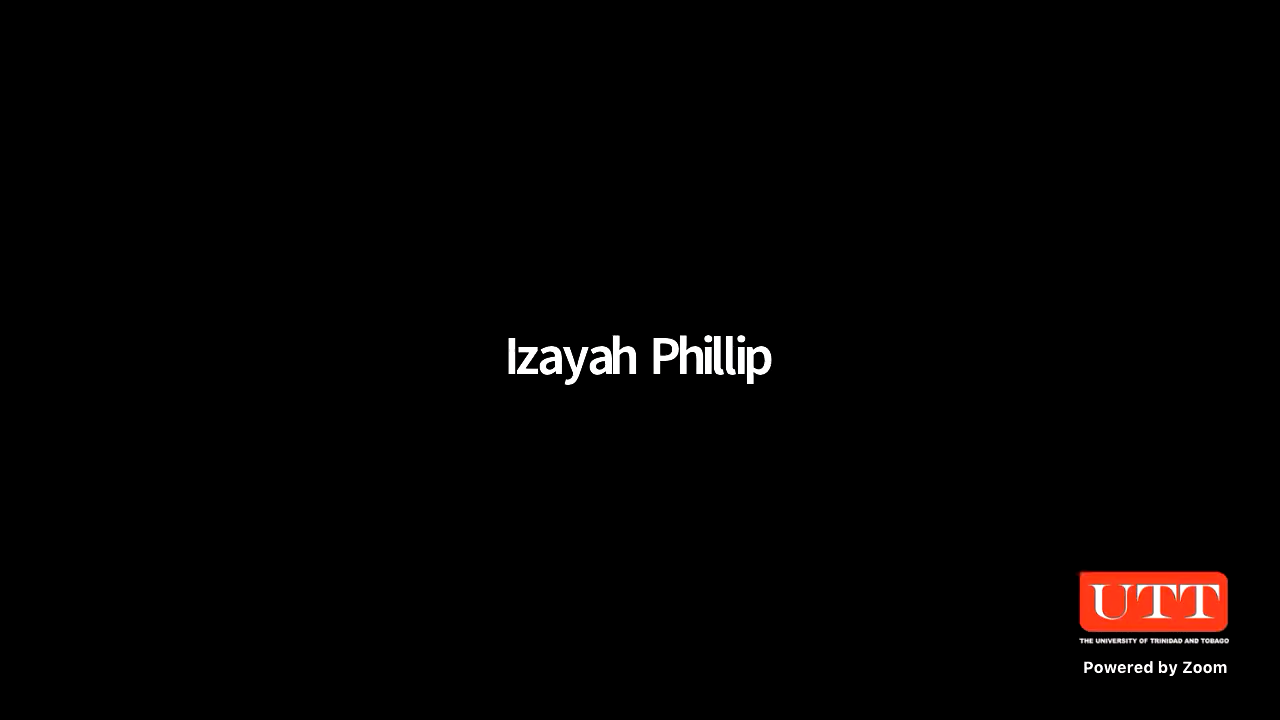 Izayah Phillip
UTT
THE UNIVERSITY OF TRINIDAD AND TOBAGO
Powered by Zoom